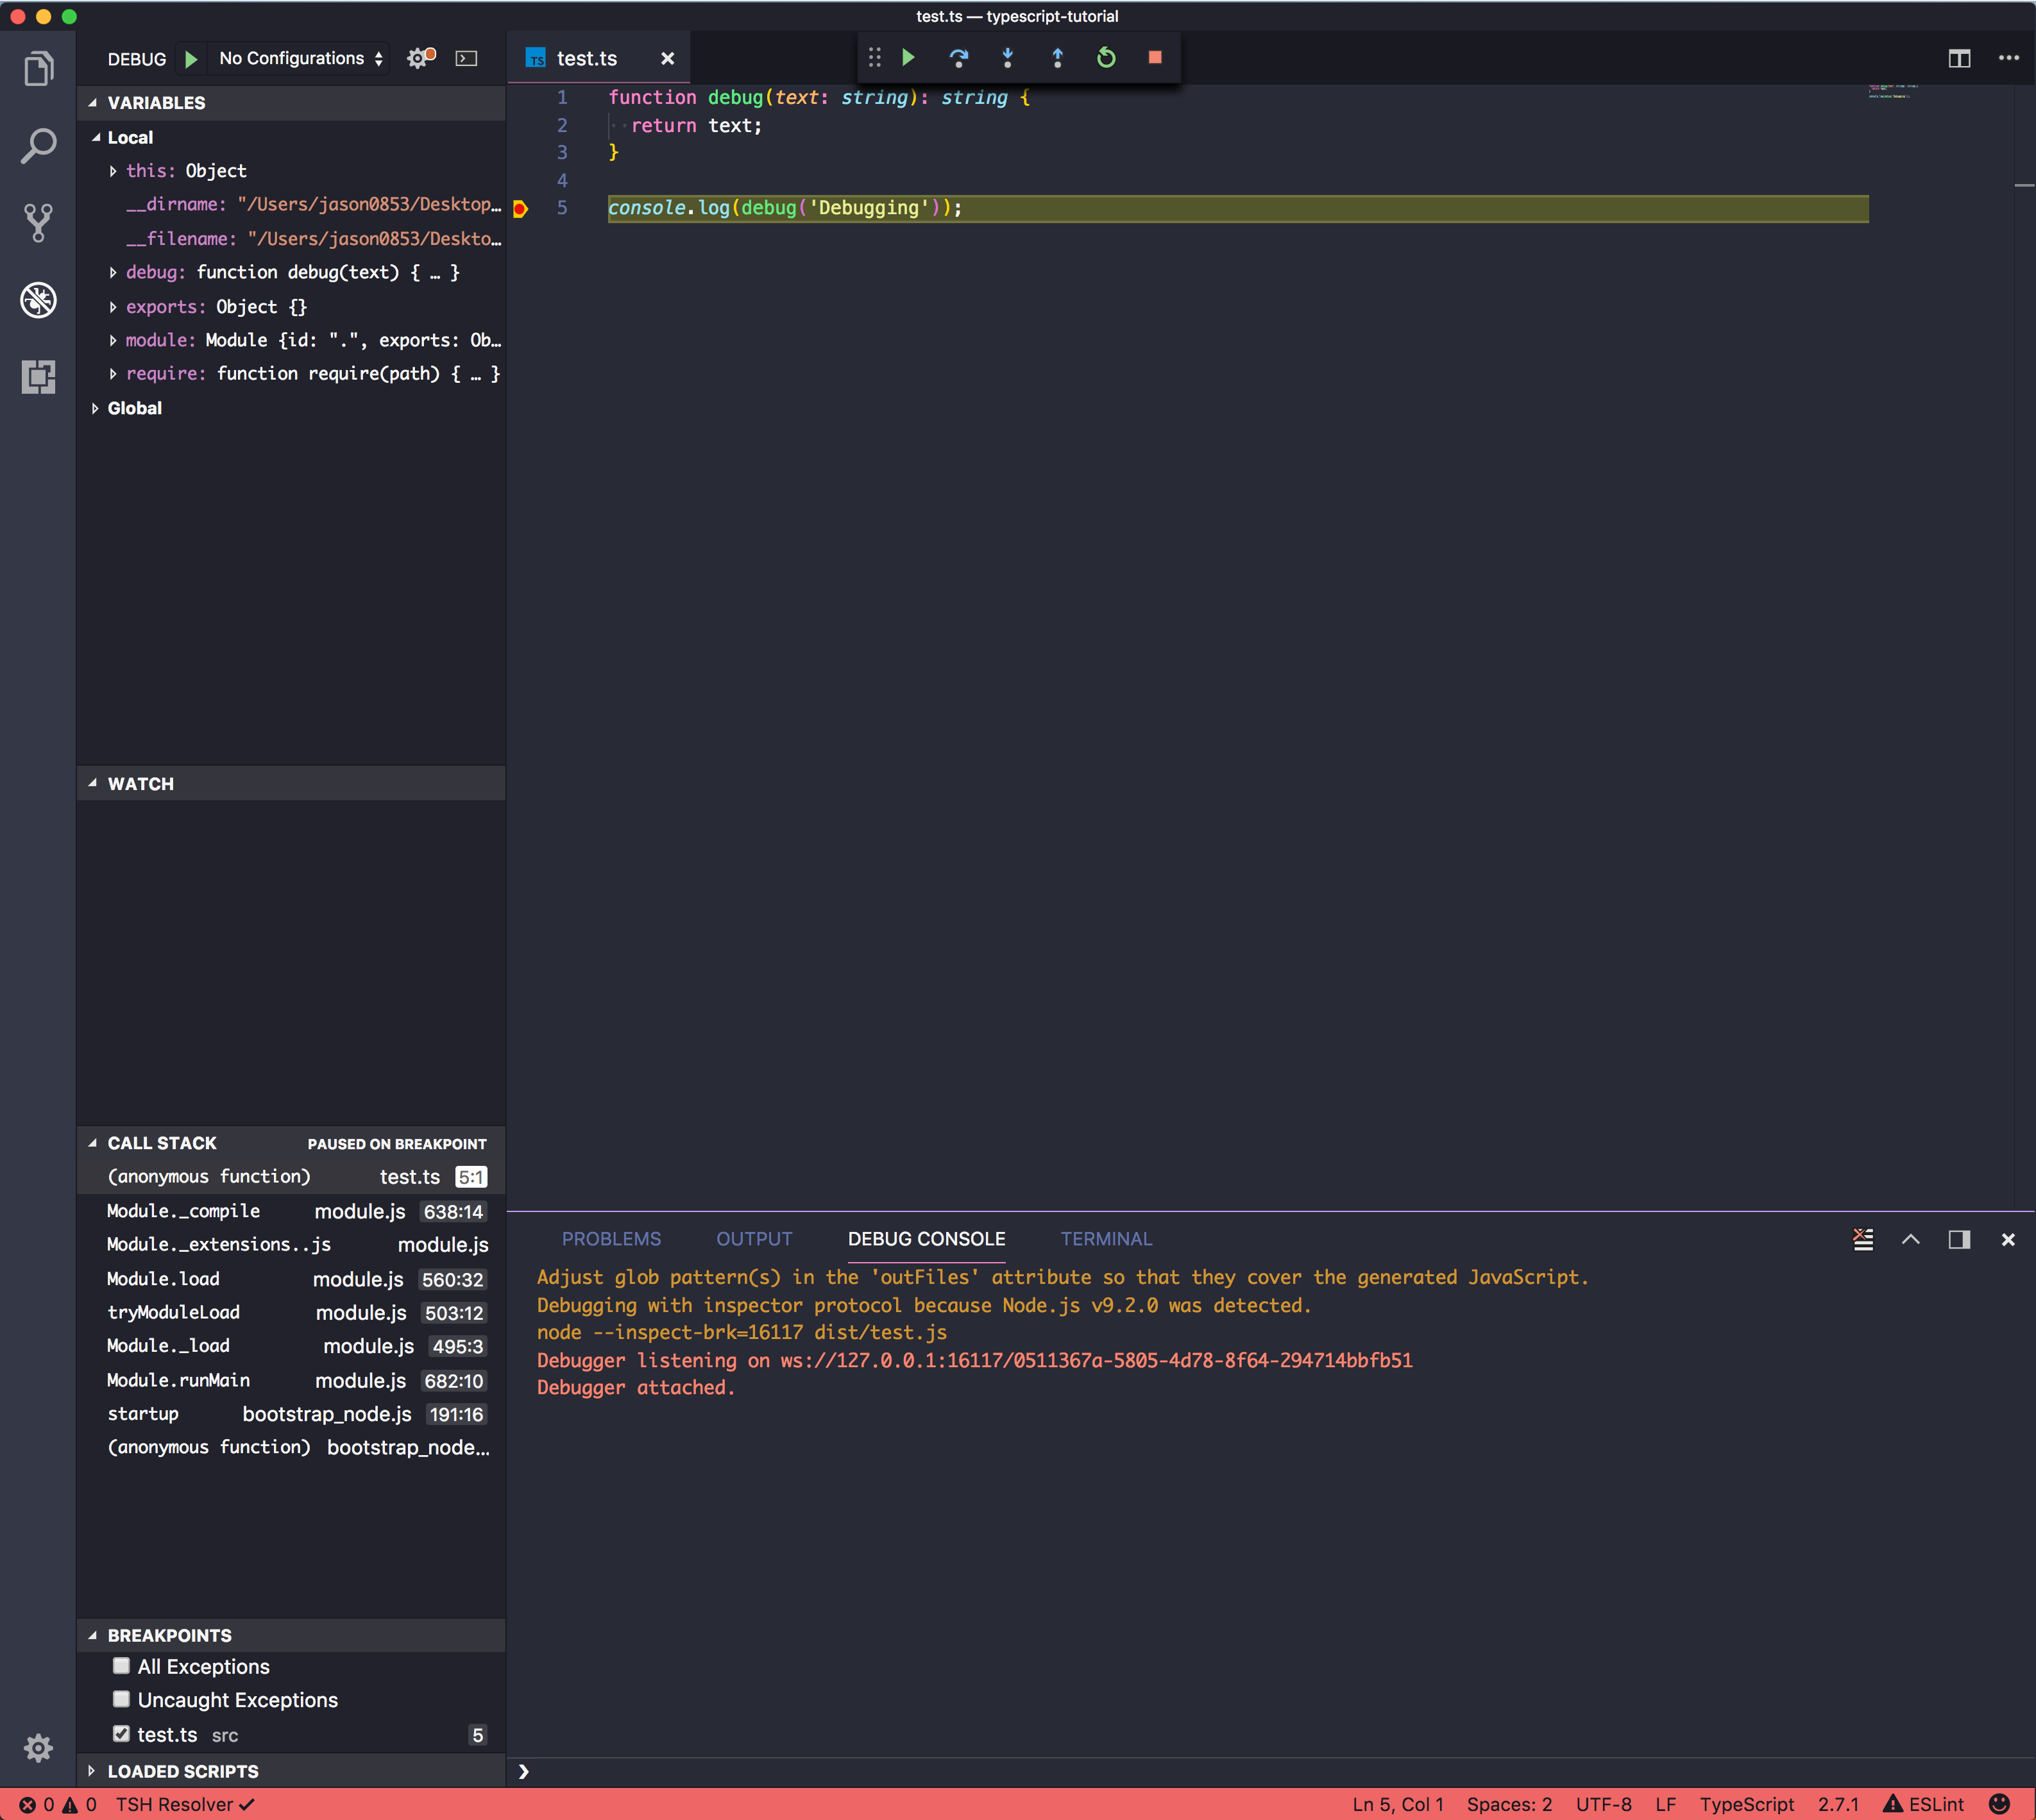 test.ts — typescript-tutorial
DEBUG No Configurations
VARIABLES
Local
this: Object
__dirname: "/Users/jason0853/Desktop…
__filename: "/Users/jason0853/Deskto…
debug: function debug(text) { … }
exports: Object {}
module: Module {id: ".", exports: Ob…
require: function require(path) { … }
Global
WATCH
CALL STACK PAUSED ON BREAKPOINT
(anonymous function) test.ts 5:1
Module._compile module.js 638:14
Module._extensions..js module.js
Module.load module.js 560:32
tryModuleLoad module.js 503:12
Module._load module.js 495:3
Module.runMain module.js 682:10
startup bootstrap_node.js 191:16
(anonymous function) bootstrap_node...
BREAKPOINTS
All Exceptions
Uncaught Exceptions
test.ts src 5
LOADED SCRIPTS
TS test.ts
1 function debug(text: string): string {
2 return text;
3 }
4
5 console.log(debug('Debugging'));
PROBLEMS OUTPUT DEBUG CONSOLE TERMINAL
Adjust glob pattern(s) in the 'outFiles' attribute so that they cover the generated JavaScript.
Debugging with inspector protocol because Node.js v9.2.0 was detected.
node --inspect-brk=16117 dist/test.js
Debugger listening on ws://127.0.0.1:16117/0511367a-5805-4d78-8f64-294714bbfb51
Debugger attached.
0 0 TSH Resolver Ln 5, Col 1 Spaces: 2 UTF-8 LF TypeScript 2.7.1 ESLint